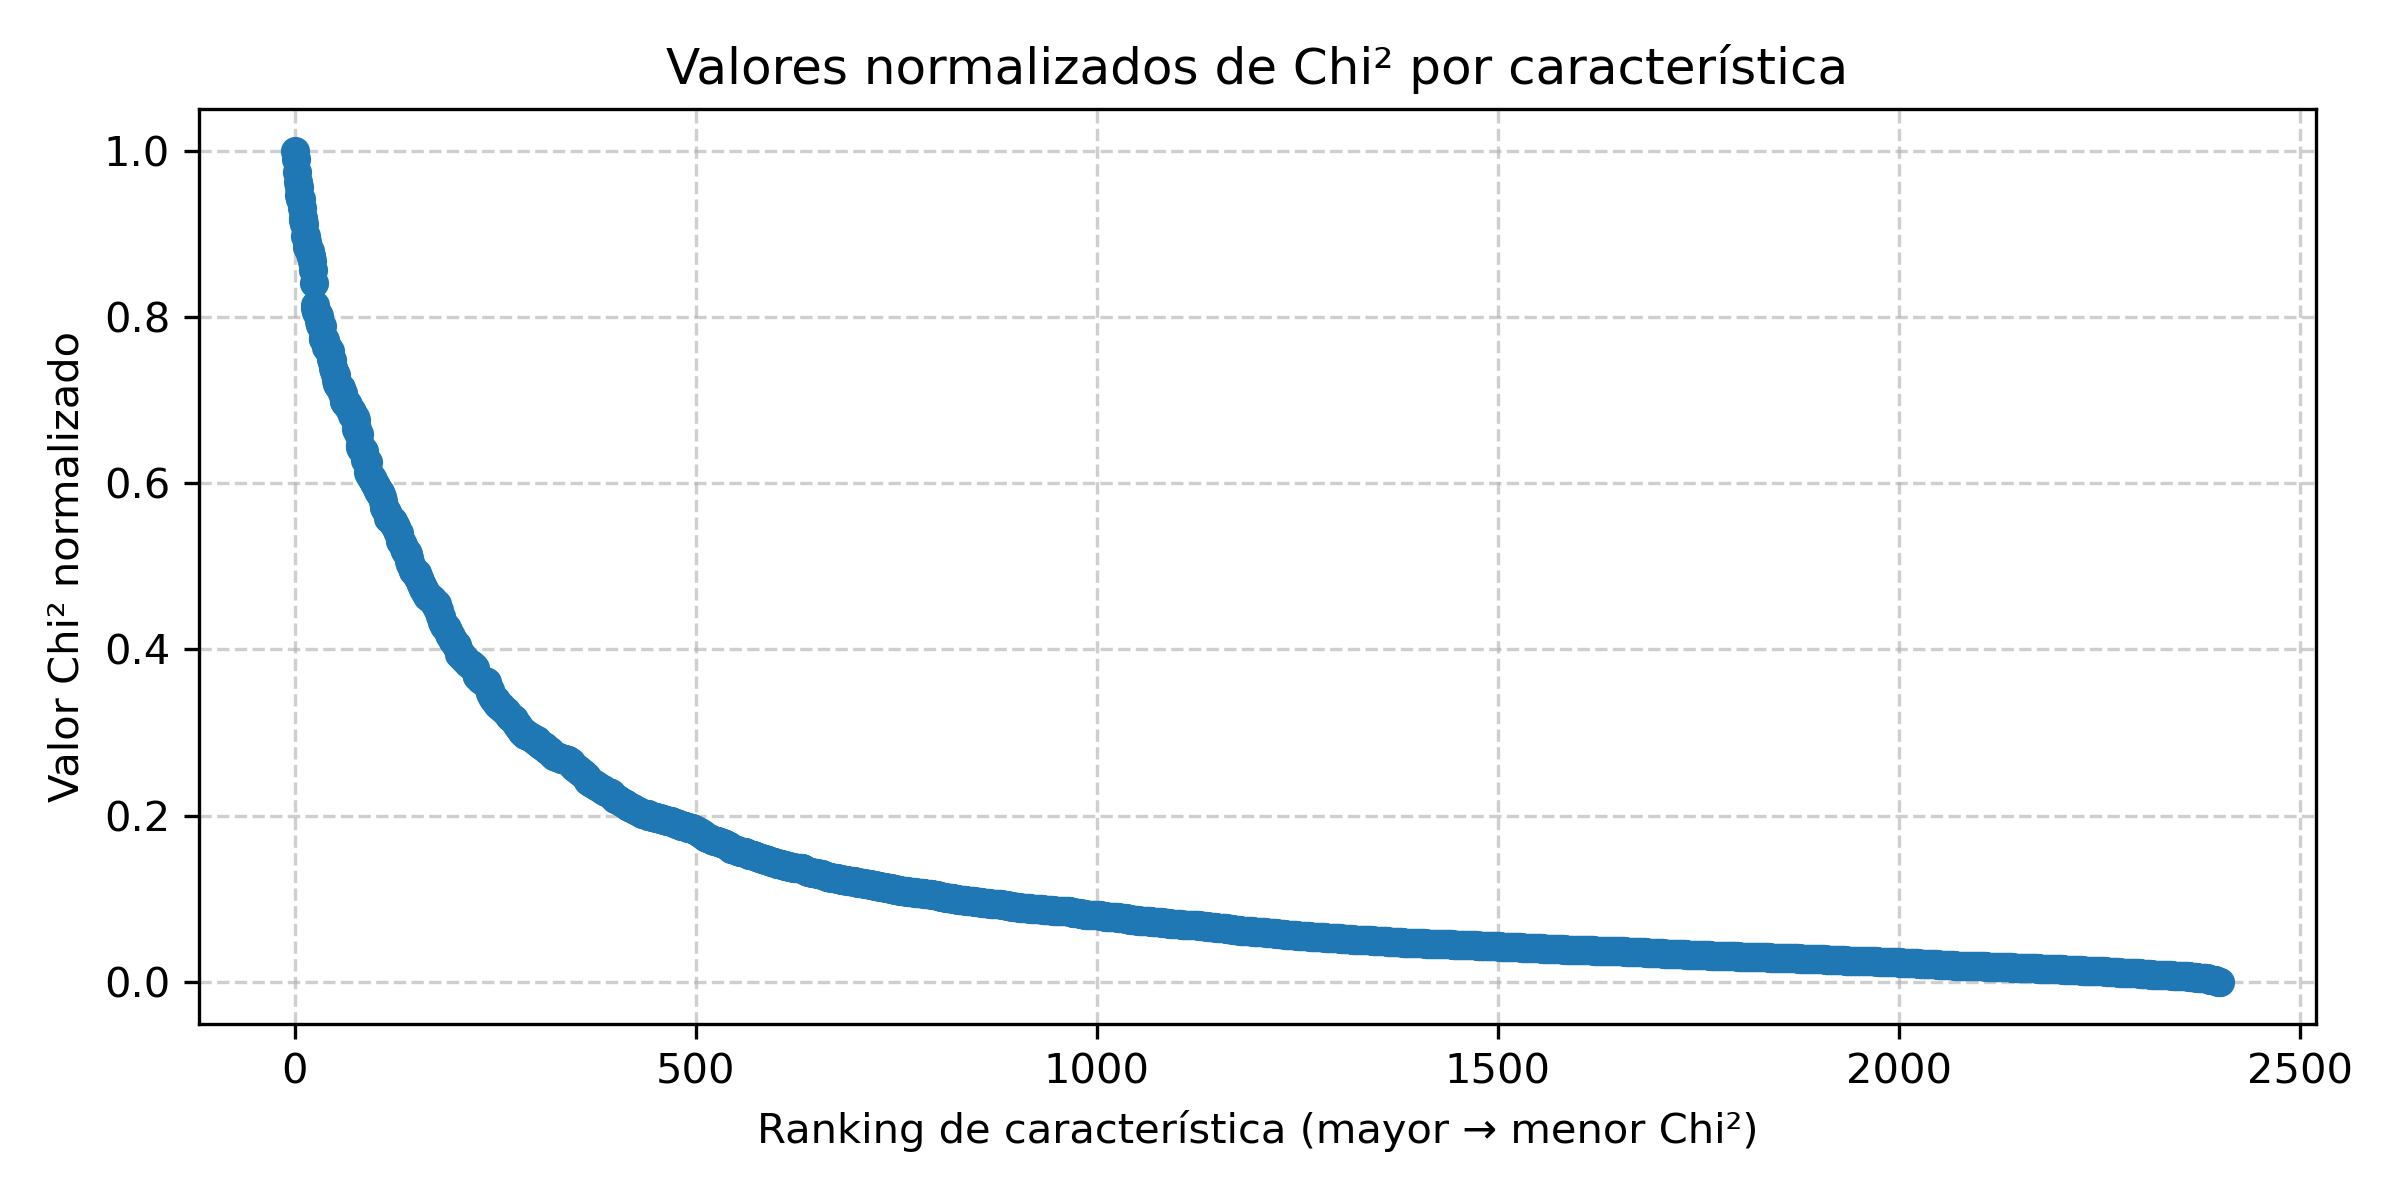 Valores normalizados de Chi² por característica
Valor Chi² normalizado
1.0
0.8
0.6
0.4
0.2
0.0
0 500 1000 1500 2000 2500
Ranking de característica (mayor → menor Chi²)